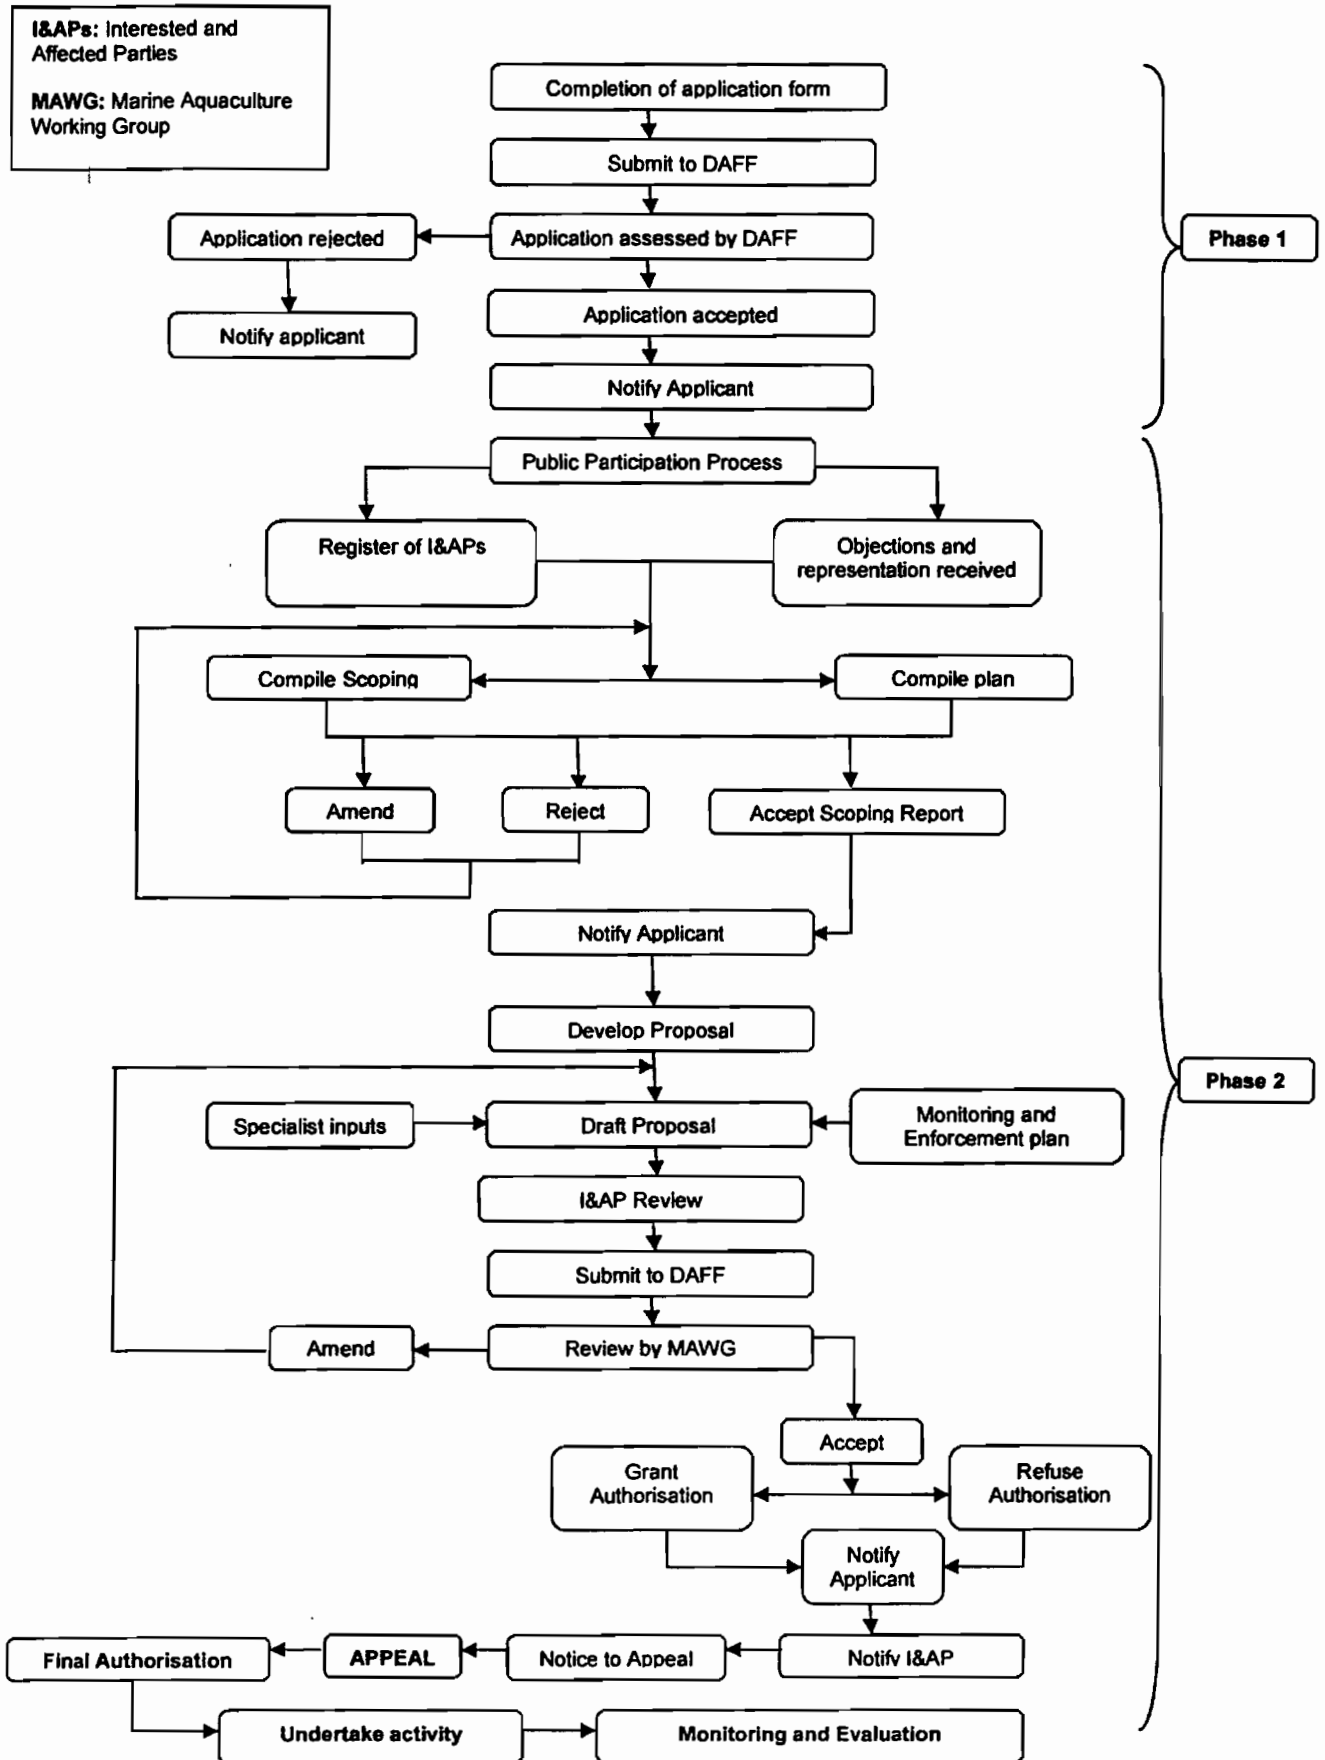 I&APs: Interested and
Affected Parties
MAWG: Marine Aquaculture
Working Group
Completion of application form
Submit to DAFF
Application rejected
Application assessed by DAFF
Phase 1
Application accepted
Notify applicant
Notify Applicant
Public Participation Process
Register of I&APs
Objections and
representation received
Compile Scoping
Compile plan
Amend
Reject
Accept Scoping Report
Notify Applicant
Develop Proposal
Phase 2
Specialist inputs
Draft Proposal
Monitoring and
Enforcement plan
I&AP Review
Submit to DAFF
Amend
Review by MAWG
Accept
Grant
Authorisation
Refuse
Authorisation
Notify
Applicant
Final Authorisation
APPEAL
Notice to Appeal
Notify I&AP
Undertake activity
Monitoring and Evaluation